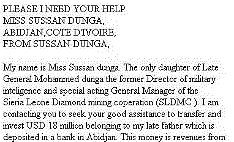 PLEASE I NEED YOUR HELP
MISS SUSSAN DUNGA,
ABIDJAN,COTE D'IVOIRE,
FROM SUSSAN DUNGA,
My name is Miss Sussan dunga. The only daughter of Late
General Mohammed dunga the former Director of military
inteligence and special acting General Manager of the
Sieria Leone Diamond mining coperation (SLDMC ). I am
contacting you to seek your good assistance to transfer and
invest USD 18 million belonging to my late father which is
deposited in a bank in Abidjan. This money is revenues from